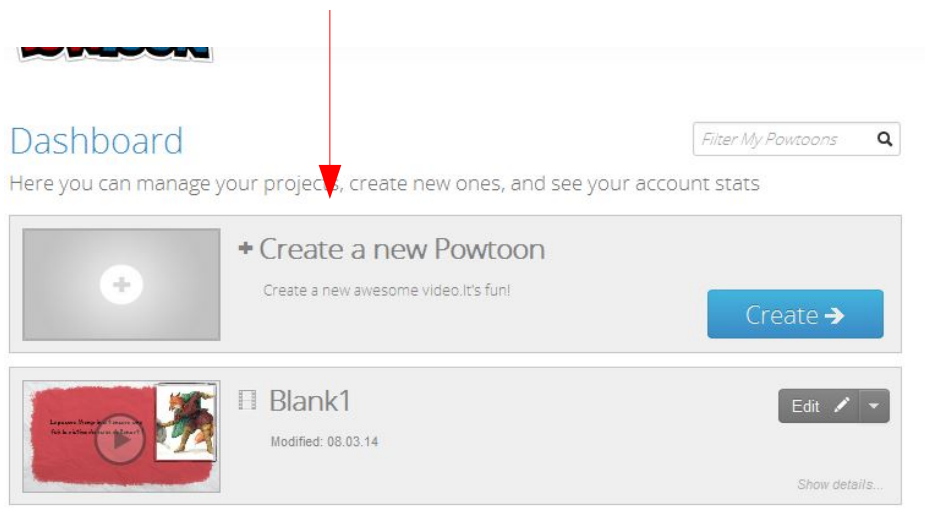 POWTOON
Dashboard
Filter My Powtoons
Here you can manage your projects, create new ones, and see your account stats
Create a new Powtoon
Create a new awesome video.It's fun!
Create
Blank1
Edit
Modified: 08.03.14
Show details...